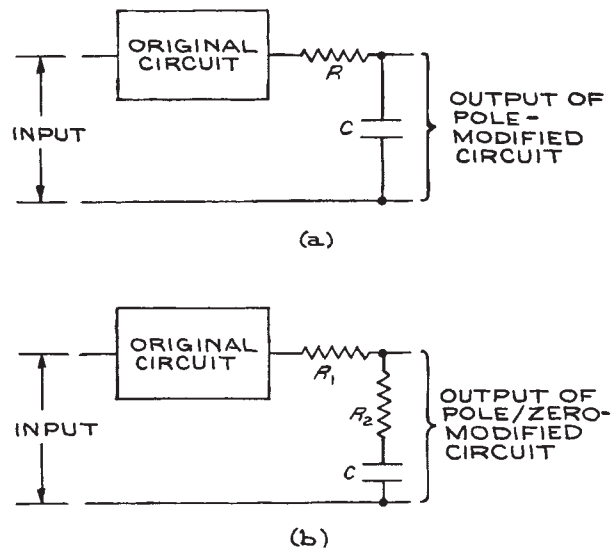 ORIGINAL
CIRCUIT
R
C
INPUT
OUTPUT OF
POLE-
MODIFIED
CIRCUIT
(a)
ORIGINAL
CIRCUIT
R1
R2
C
INPUT
OUTPUT OF
POLE/ZERO-
MODIFIED
CIRCUIT
(b)